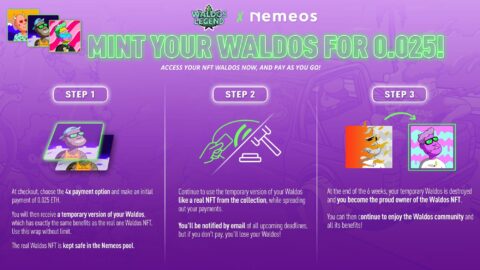 WALDOS
LEGEND
X Nemeos
MINT YOUR WALDOS FOR 0.025!
ACCESS YOUR NFT WALDOS NOW, AND PAY AS YOU GO!
STEP 1
At checkout, choose the 4x payment option and make an initial
payment of 0.025 ETH.
You will then receive a temporary version of your Waldos,
which has exactly the same benefits as the real one Waldos NFT.
Use this wrap without limit.
The real Waldos NFT is kept safe in the Nemeos pool.
STEP 2
Continue to use the temporary version of your Waldos
like a real NFT from the collection, while spreading
out your payments.
You'll be notified by email of all upcoming deadlines,
but if you don't pay, you'll lose your Waldos!
STEP 3
At the end of the 6 weeks, your temporary Waldos is destroyed
and you become the proud owner of the Waldos NFT.
You can then continue to enjoy the Waldos community and
all its benefits!